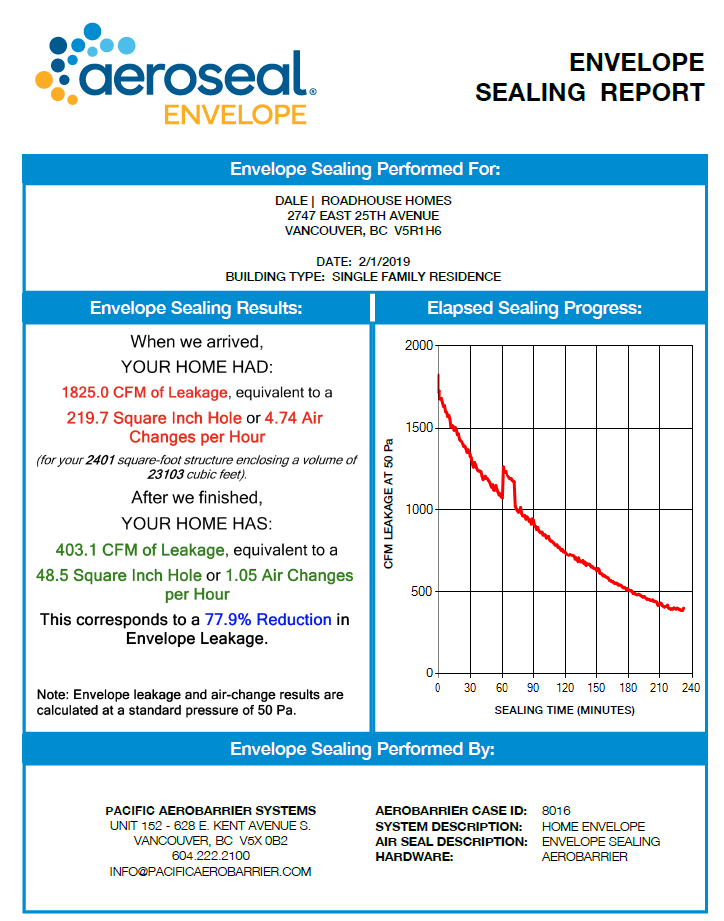 aeroseal®
ENVELOPE
ENVELOPE
SEALING REPORT
Envelope Sealing Performed For:
DALE | ROADHOUSE HOMES
2747 EAST 25TH AVENUE
VANCOUVER, BC V5R1H6
DATE: 2/1/2019
BUILDING TYPE: SINGLE FAMILY RESIDENCE
Envelope Sealing Results:
When we arrived,
YOUR HOME HAD:
1825.0 CFM of Leakage, equivalent to a
219.7 Square Inch Hole or 4.74 Air
Changes per Hour
(for your 2401 square-foot structure enclosing a volume of
23103 cubic feet).
After we finished,
YOUR HOME HAS:
403.1 CFM of Leakage, equivalent to a
48.5 Square Inch Hole or 1.05 Air Changes
per Hour
This corresponds to a 77.9% Reduction in
Envelope Leakage.
Note: Envelope leakage and air-change results are
calculated at a standard pressure of 50 Pa.
Elapsed Sealing Progress:
CFM LEAKAGE AT 50 Pa
2000
1500
1000
500
0
0 30 60 90 120 150 180 210 240
SEALING TIME (MINUTES)
Envelope Sealing Performed By:
PACIFIC AEROBARRIER SYSTEMS
UNIT 152 - 628 E. KENT AVENUE S.
VANCOUVER, BC V5X 0B2
604.222.2100
INFO@PACIFICAEROBARRIER.COM
AEROBARRIER CASE ID: 8016
SYSTEM DESCRIPTION: HOME ENVELOPE
AIR SEAL DESCRIPTION: ENVELOPE SEALING
HARDWARE: AEROBARRIER